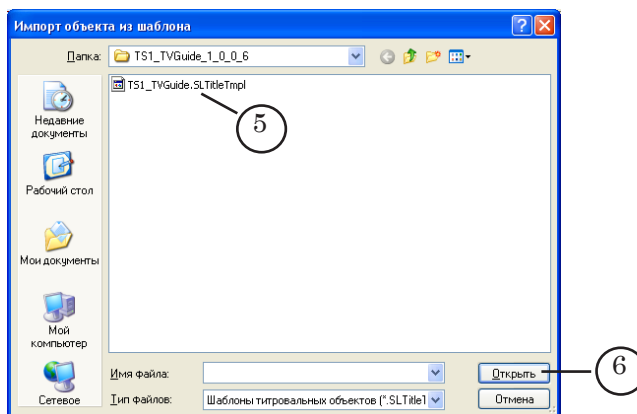 Импорт объекта из шаблона
Папка: TS1_TVGuide_1_0_0_6
TS1_TVGuide.SLTitleTmpl
5
Недавние
документы
Рабочий стол
Мои документы
Мой
компьютер
Сетевое
Имя файла:
Открыть
6
Тип файлов: Шаблоны титровальных объектов (*.SLTitleT
Отмена